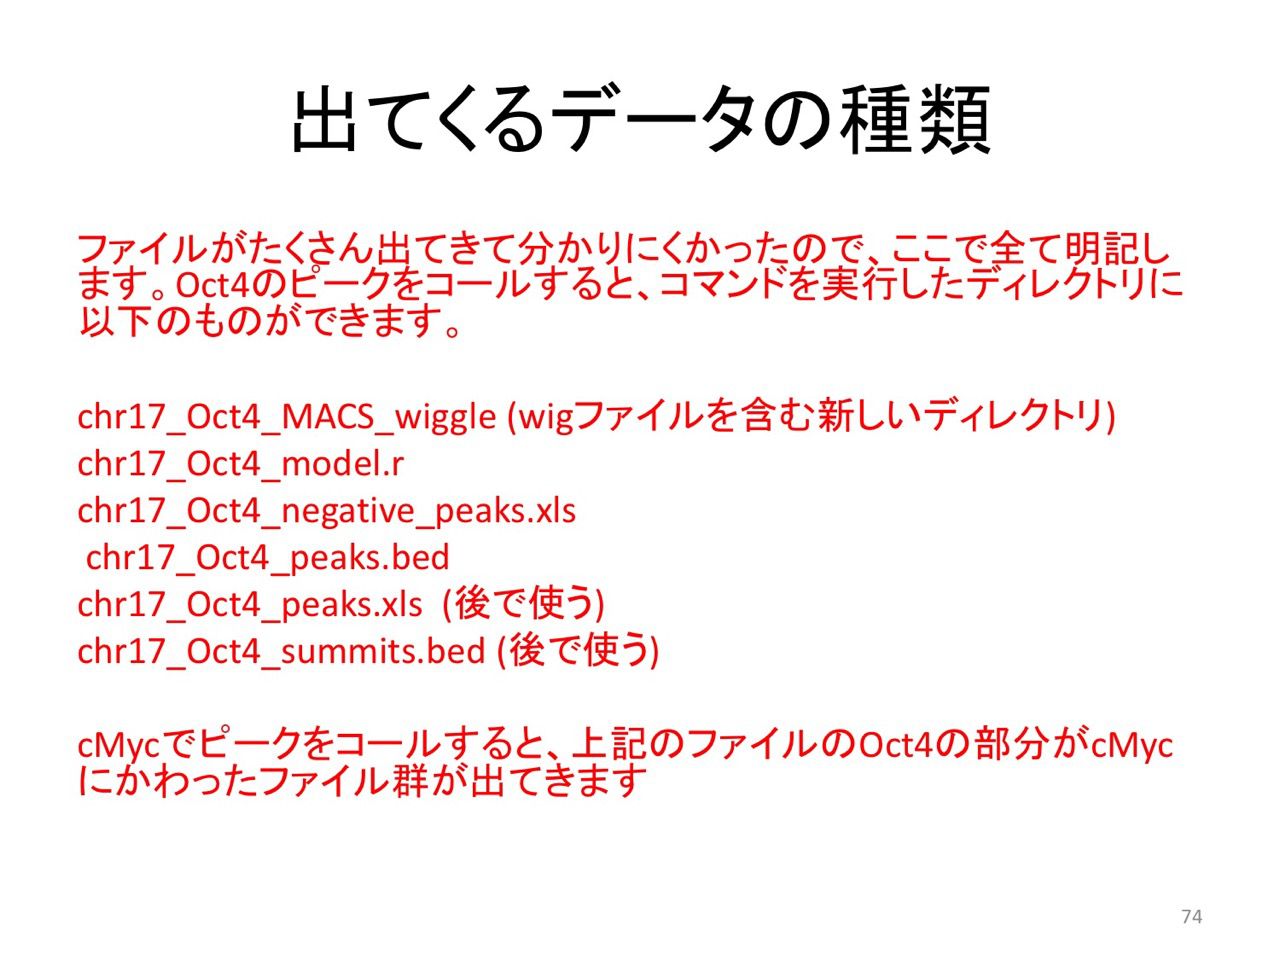 出てくるデータの種類
ファイルがたくさん出てきて分かりにくかったので、ここで全て明記し
ます。Oct4のピークをコールすると、コマンドを実行したディレクトリに
以下のものができます。
chr17_Oct4_MACS_wiggle (wigファイルを含む新しいディレクトリ)
chr17_Oct4_model.r
chr17_Oct4_negative_peaks.xls
chr17_Oct4_peaks.bed
chr17_Oct4_peaks.xls (後で使う)
chr17_Oct4_summits.bed (後で使う)
cMycでピークをコールすると、上記のファイルのOct4の部分がcMyc
にかわったファイル群が出てきます
74